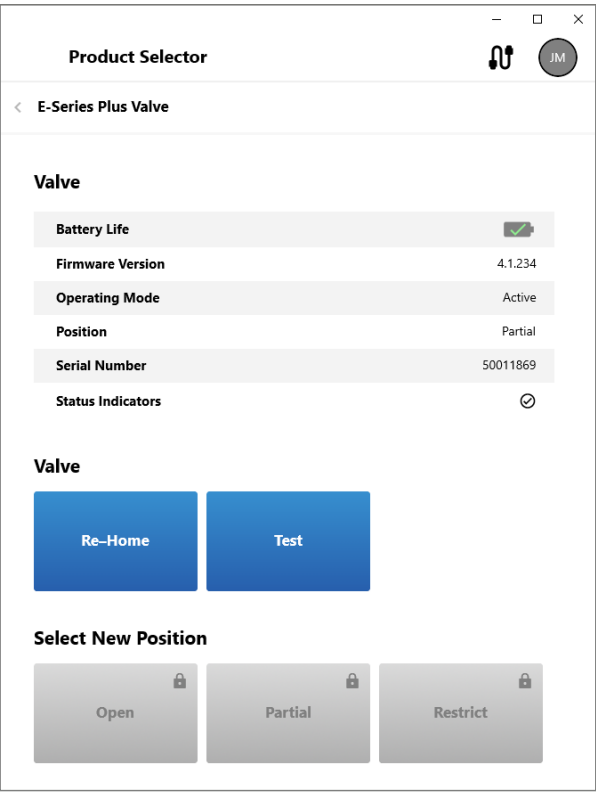 Product Selector
JM
E-Series Plus Valve
Valve
Battery Life
Firmware Version 4.1.234
Operating Mode Active
Position Partial
Serial Number 50011869
Status Indicators
Valve
Re–Home Test
Select New Position
Open Partial Restrict